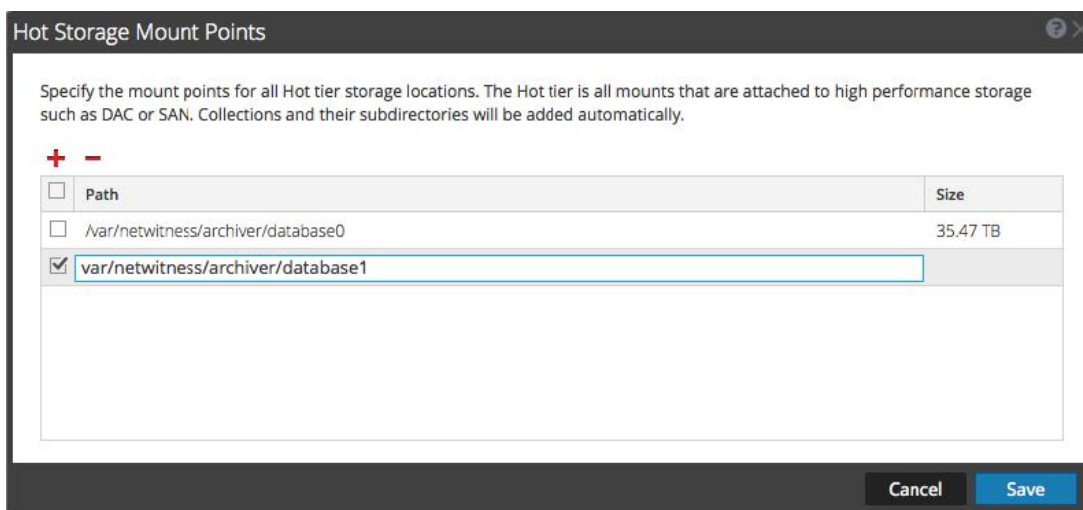 Hot Storage Mount Points
Specify the mount points for all Hot tier storage locations. The Hot tier is all mounts that are attached to high performance storage
such as DAC or SAN. Collections and their subdirectories will be added automatically.
Path Size
/var/netwitness/archiver/database0 35.47 TB
var/netwitness/archiver/database1
Cancel Save